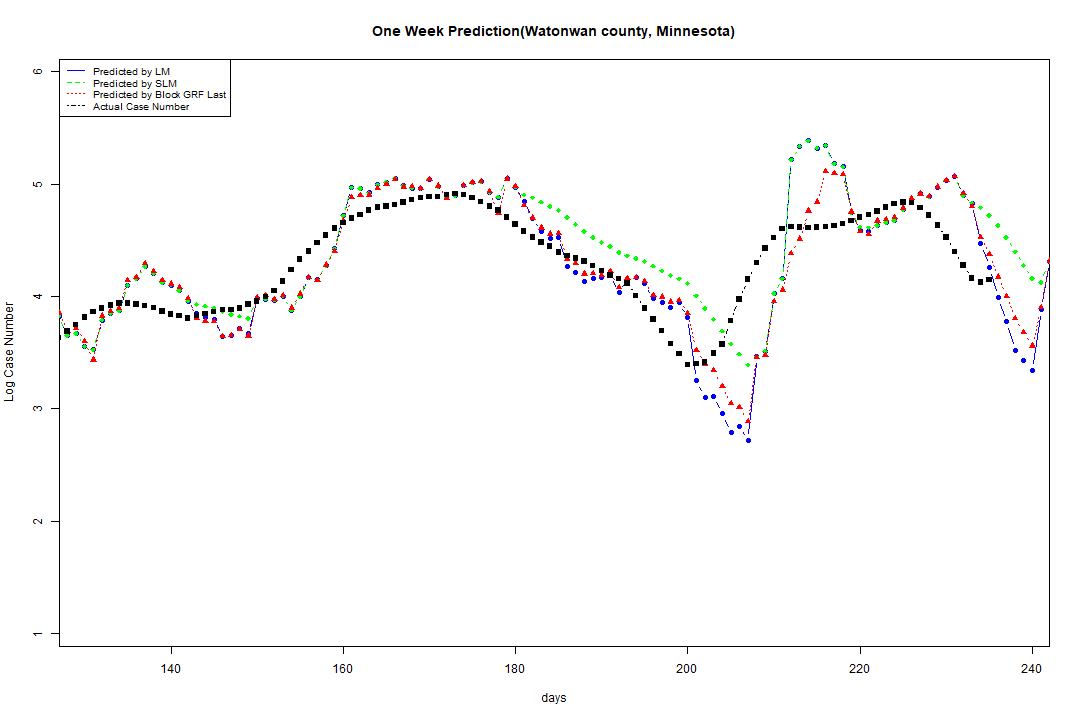 One Week Prediction(Watonwan county, Minnesota)
Predicted by LM
Predicted by SLM
Predicted by Block GRF Last
Actual Case Number
6
5
4
3
2
1
Log Case Number
140 160 180 200 220 240
days